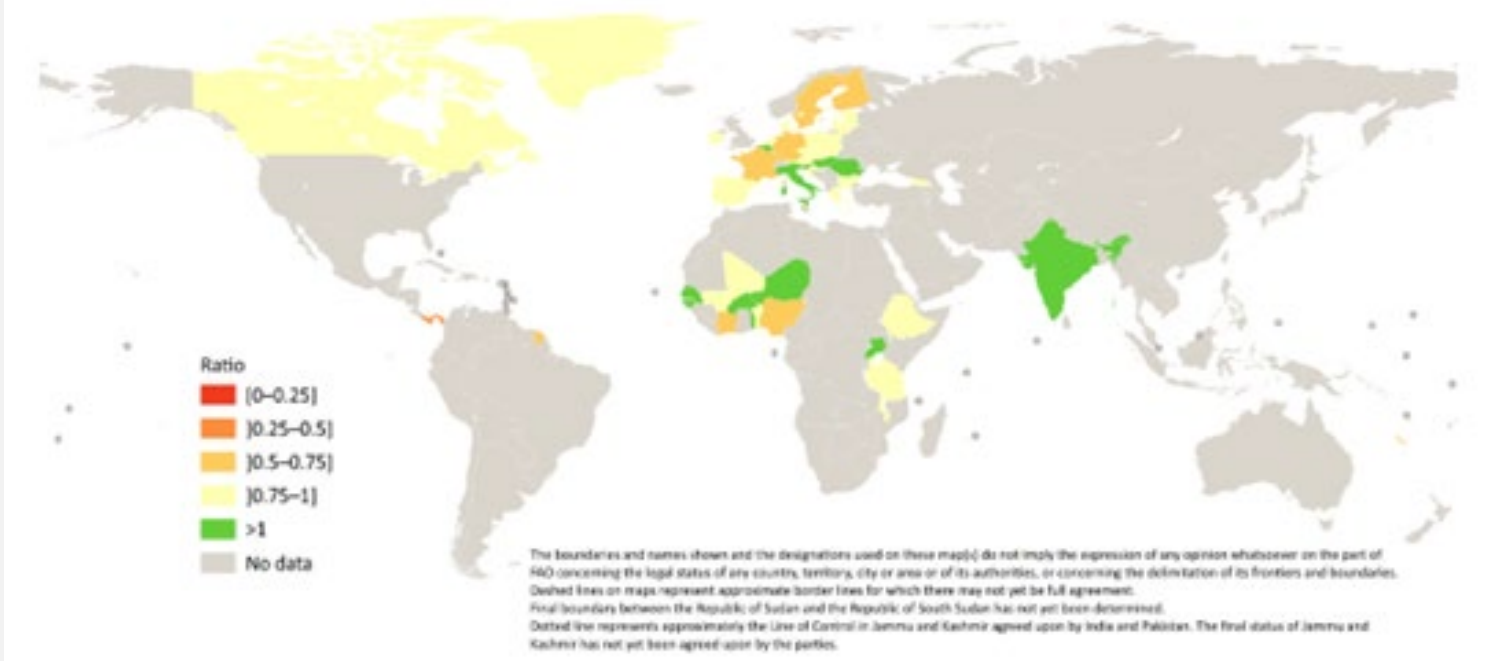 Ratio
[0–0.25]
]0.25–0.5]
]0.5–0.75]
]0.75–1]
>1
No data
The boundaries and names shown and the designations used on these map(s) do not imply the expression of any opinion whatsoever on the part of
FAO concerning the legal status of any country, territory, city or area or of its authorities, or concerning the delimitation of its frontiers and boundaries.
Dashed lines on maps represent approximate border lines for which there may not yet be full agreement.
Final boundary between the Republic of Sudan and the Republic of South Sudan has not yet been determined.
Dotted line represents approximately the Line of Control in Jammu and Kashmir agreed upon by India and Pakistan. The final status of Jammu and
Kashmir has not yet been agreed upon by the parties.